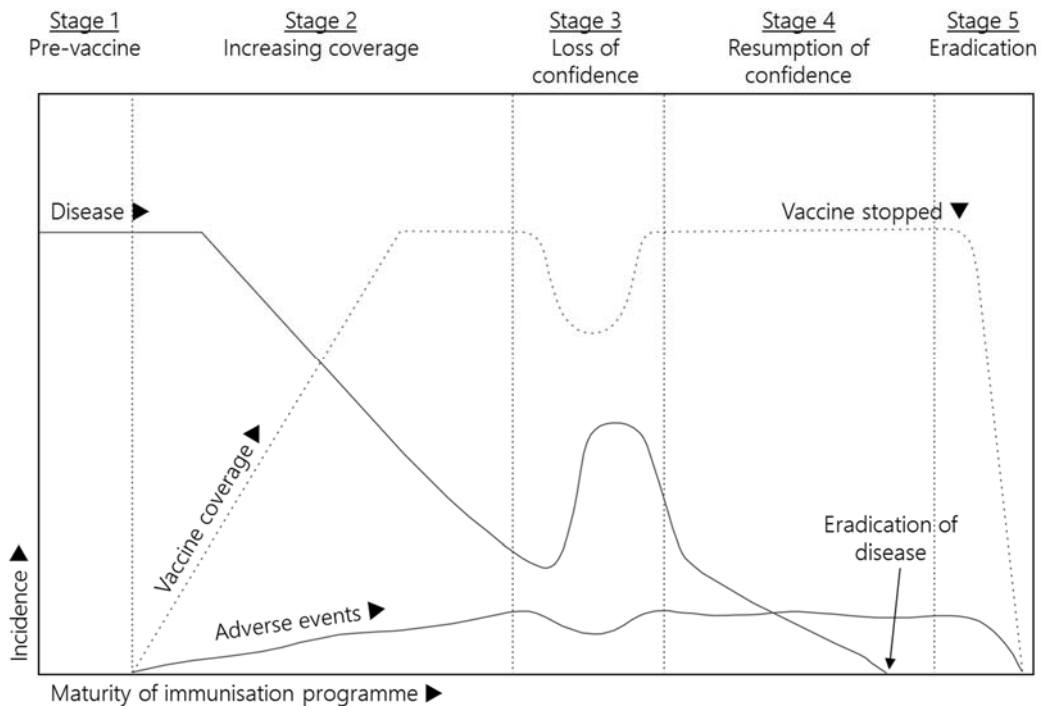 Stage 1
Pre-vaccine
Stage 2
Increasing coverage
Stage 3
Loss of
confidence
Stage 4
Resumption of
confidence
Stage 5
Eradication
Disease ►
Vaccine stopped ▼
Vaccine coverage ▲
Adverse events ►
Eradication of
disease
Incidence ►
Maturity of immunisation programme ►